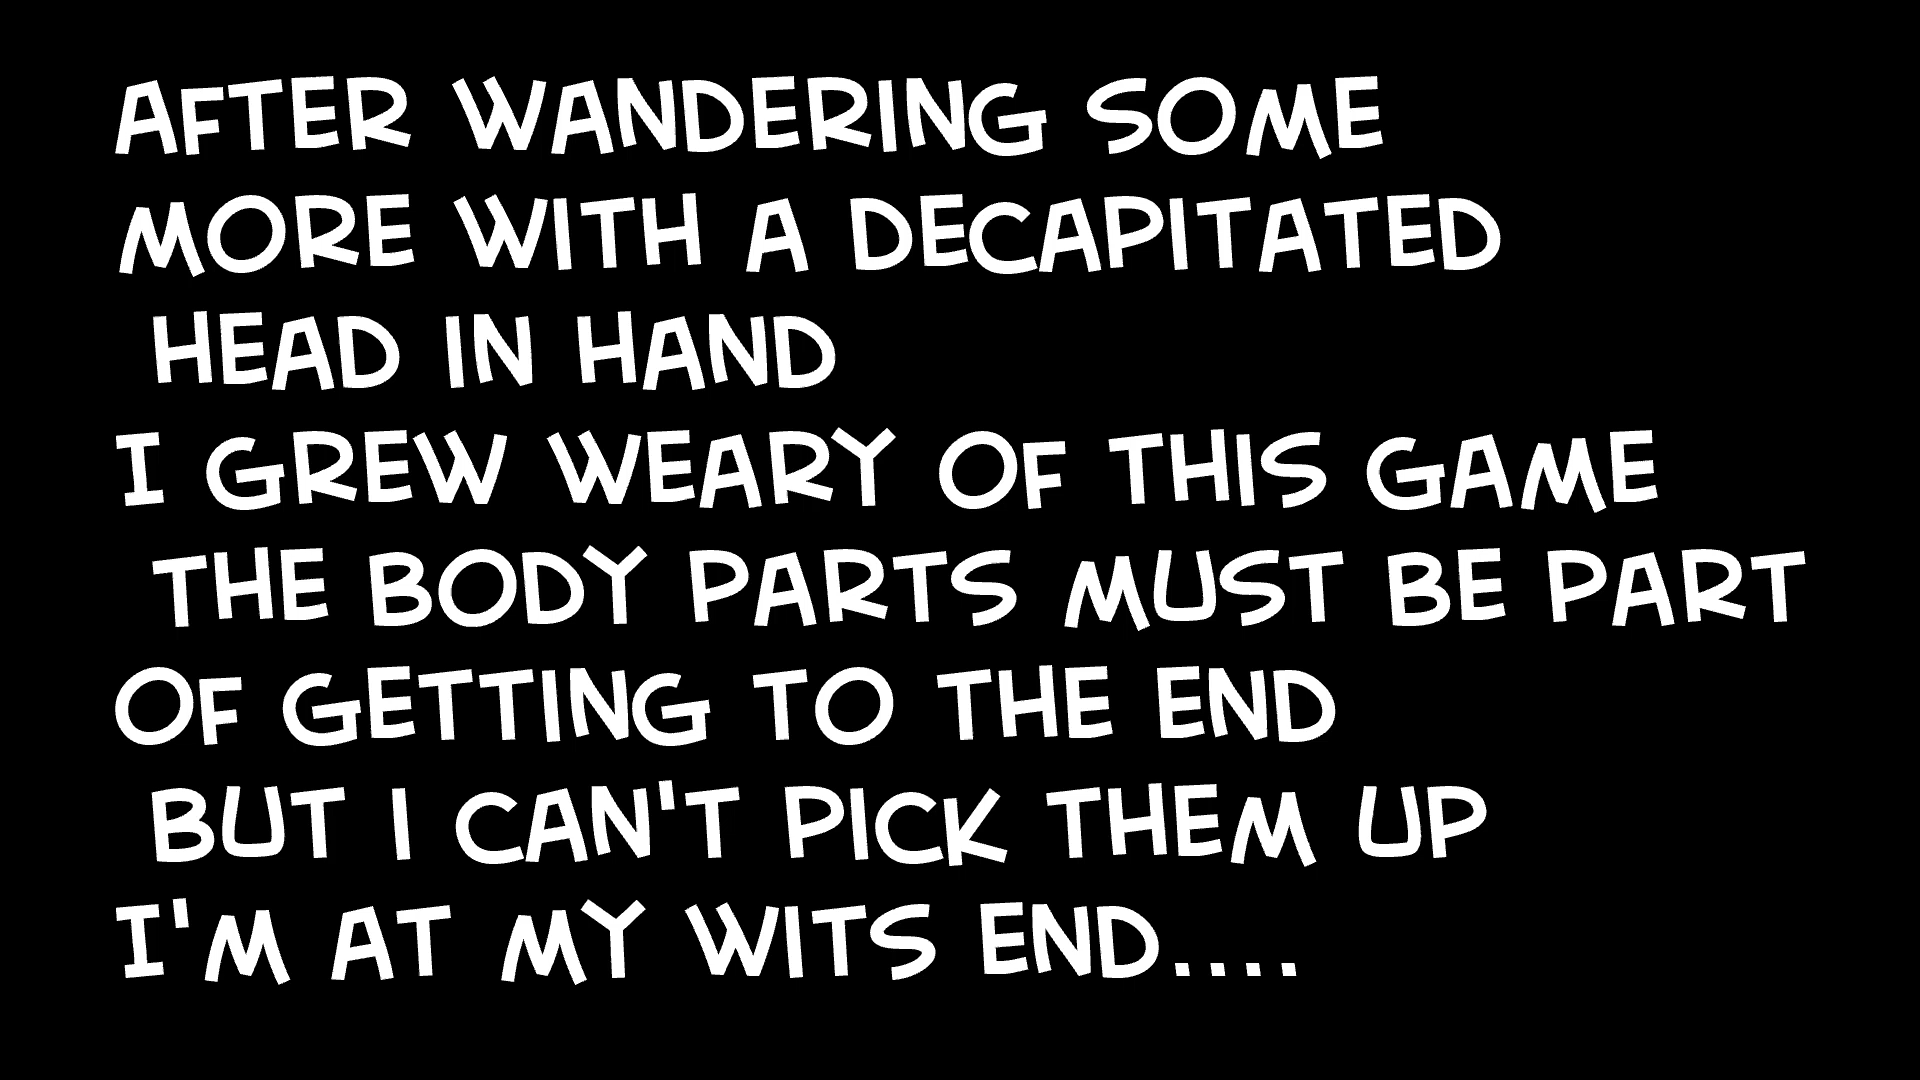 AFTER WANDERING SOME
MORE WITH A DECAPITATED
HEAD IN HAND
I GREW WEARY OF THIS GAME
THE BODY PARTS MUST BE PART
OF GETTING TO THE END
BUT I CAN'T PICK THEM UP
I'M AT MY WITS END....